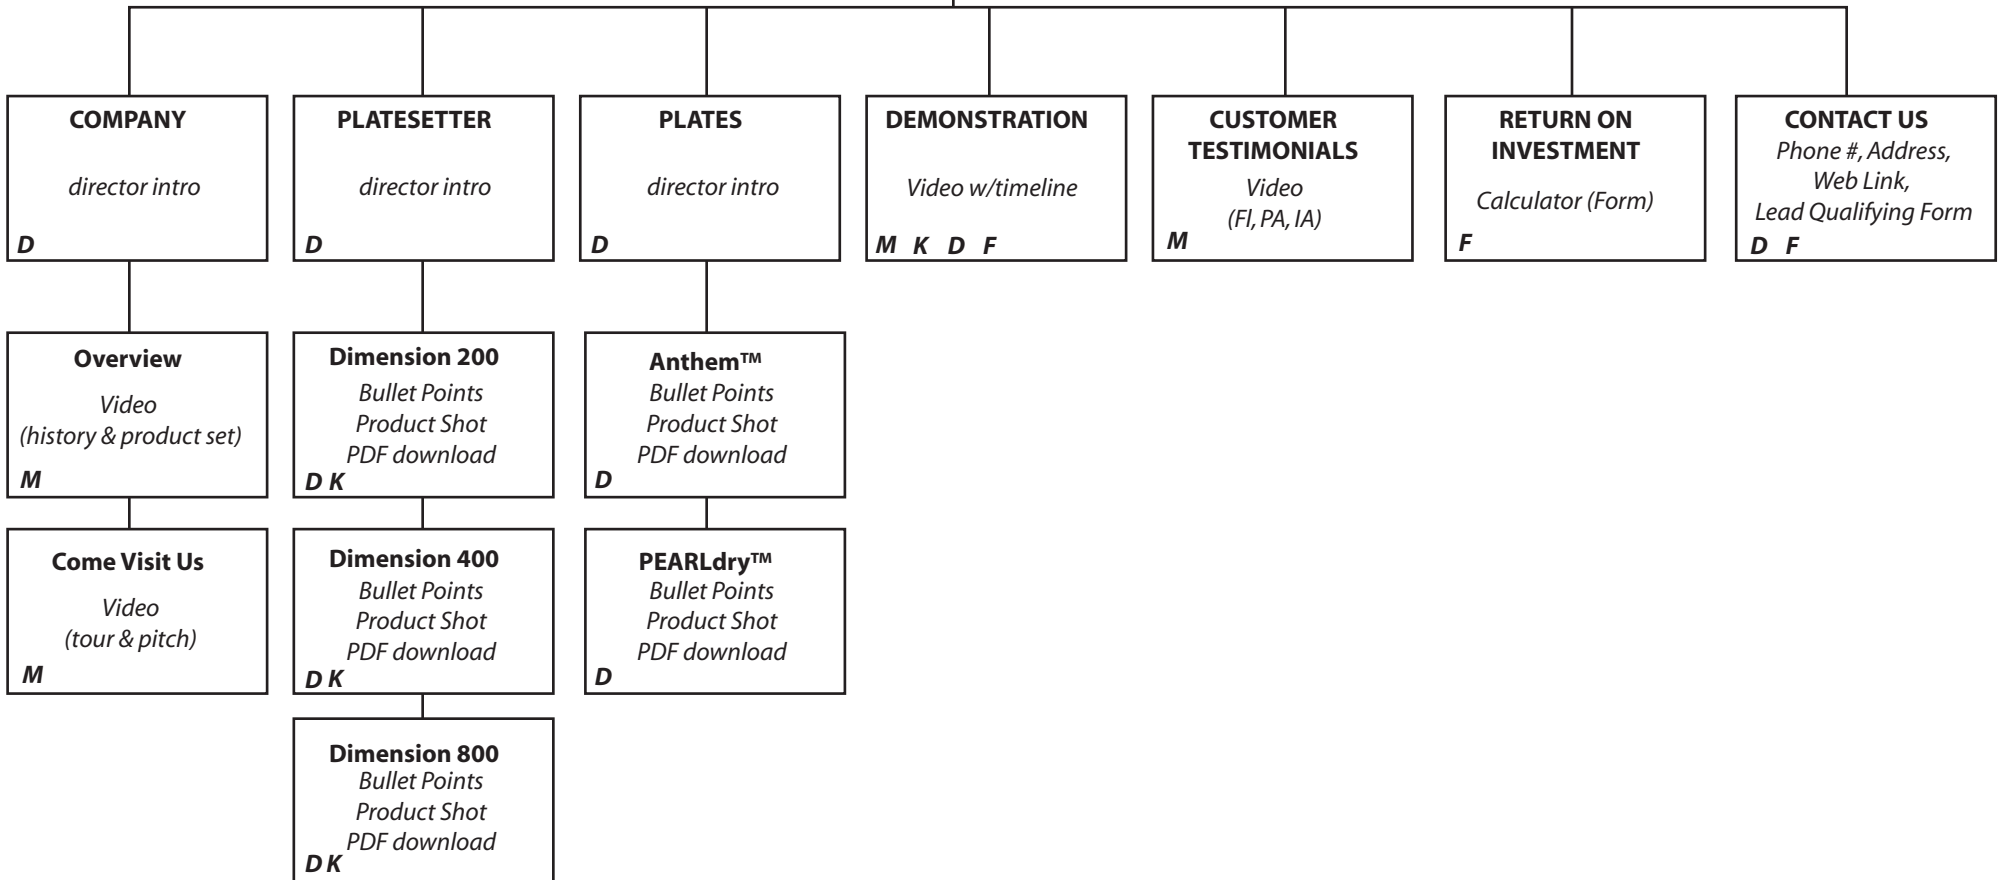 COMPANY
director intro
D
PLATESETTER
director intro
D
PLATES
director intro
D
DEMONSTRATION
Video w/timeline
M K D F
CUSTOMER
TESTIMONIALS
Video
(Fl, PA, IA)
M
RETURN ON
INVESTMENT
Calculator (Form)
F
CONTACT US
Phone #, Address,
Web Link,
Lead Qualifying Form
D F
Overview
Video
(history & product set)
M
Dimension 200
Bullet Points
Product Shot
PDF download
D K
Anthem™
Bullet Points
Product Shot
PDF download
D
Come Visit Us
Video
(tour & pitch)
M
Dimension 400
Bullet Points
Product Shot
PDF download
D K
PEARLdry™
Bullet Points
Product Shot
PDF download
D
Dimension 800
Bullet Points
Product Shot
PDF download
D K